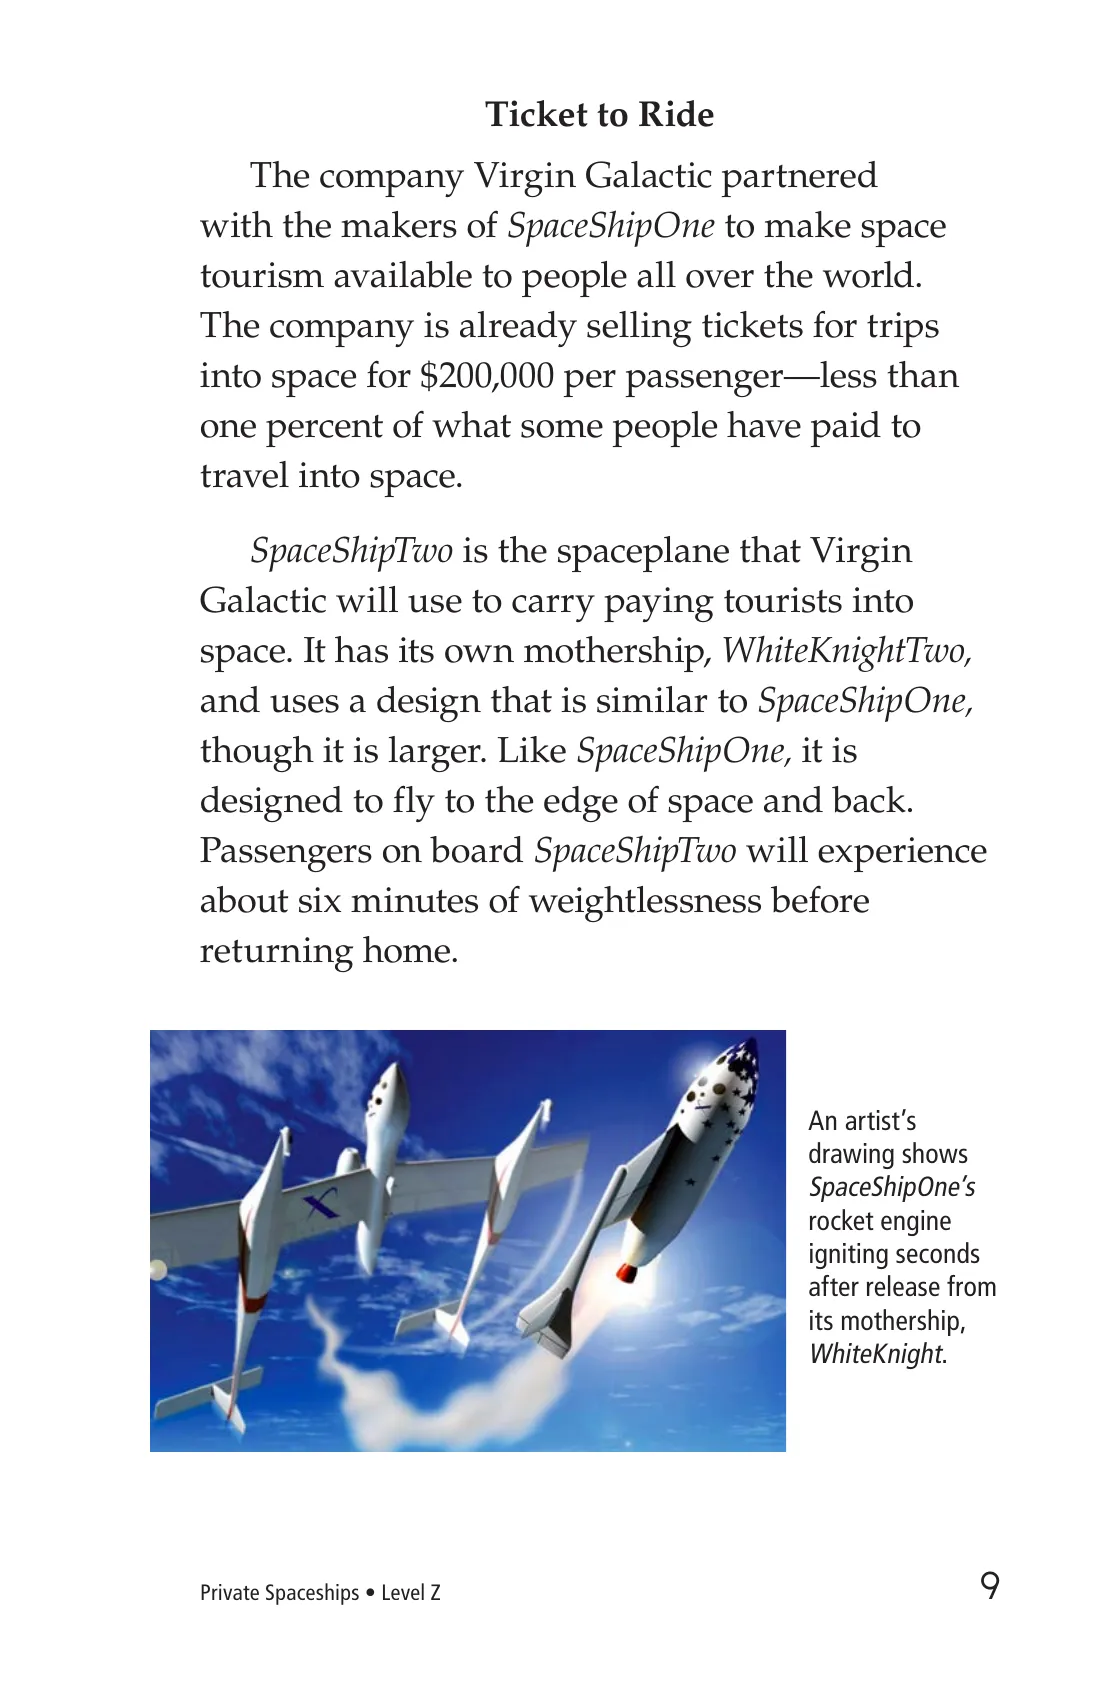 Ticket to Ride
The company Virgin Galactic partnered
with the makers of SpaceShipOne to make space
tourism available to people all over the world.
The company is already selling tickets for trips
into space for $200,000 per passenger—less than
one percent of what some people have paid to
travel into space.
SpaceShipTwo is the spaceplane that Virgin
Galactic will use to carry paying tourists into
space. It has its own mothership, WhiteKnightTwo,
and uses a design that is similar to SpaceShipOne,
though it is larger. Like SpaceShipOne, it is
designed to fly to the edge of space and back.
Passengers on board SpaceShipTwo will experience
about six minutes of weightlessness before
returning home.
An artist’s
drawing shows
SpaceShipOne’s
rocket engine
igniting seconds
after release from
its mothership,
WhiteKnight.
Private Spaceships • Level Z
9